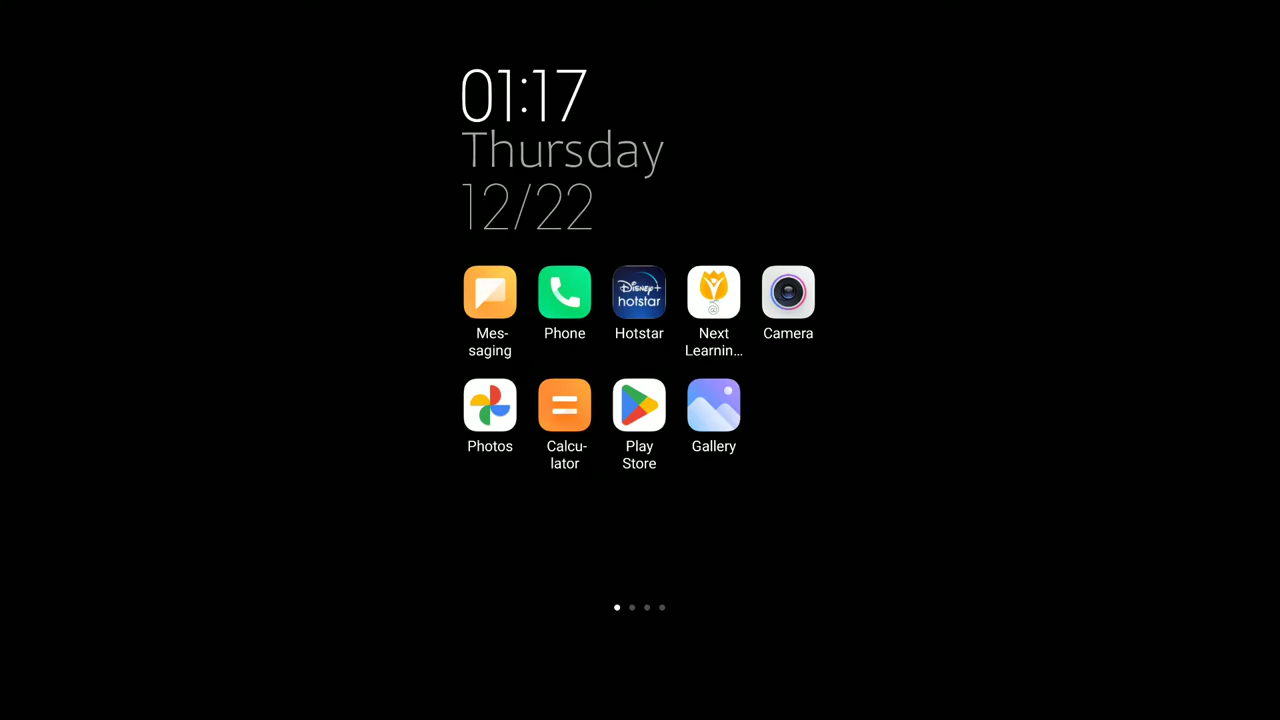 01:17
Thursday
12/22
Disney+
hotstar
@
Mes-
saging
Phone
Hotstar
Next
Learnin...
Camera
Photos
Calcu-
lator
Play
Store
Gallery